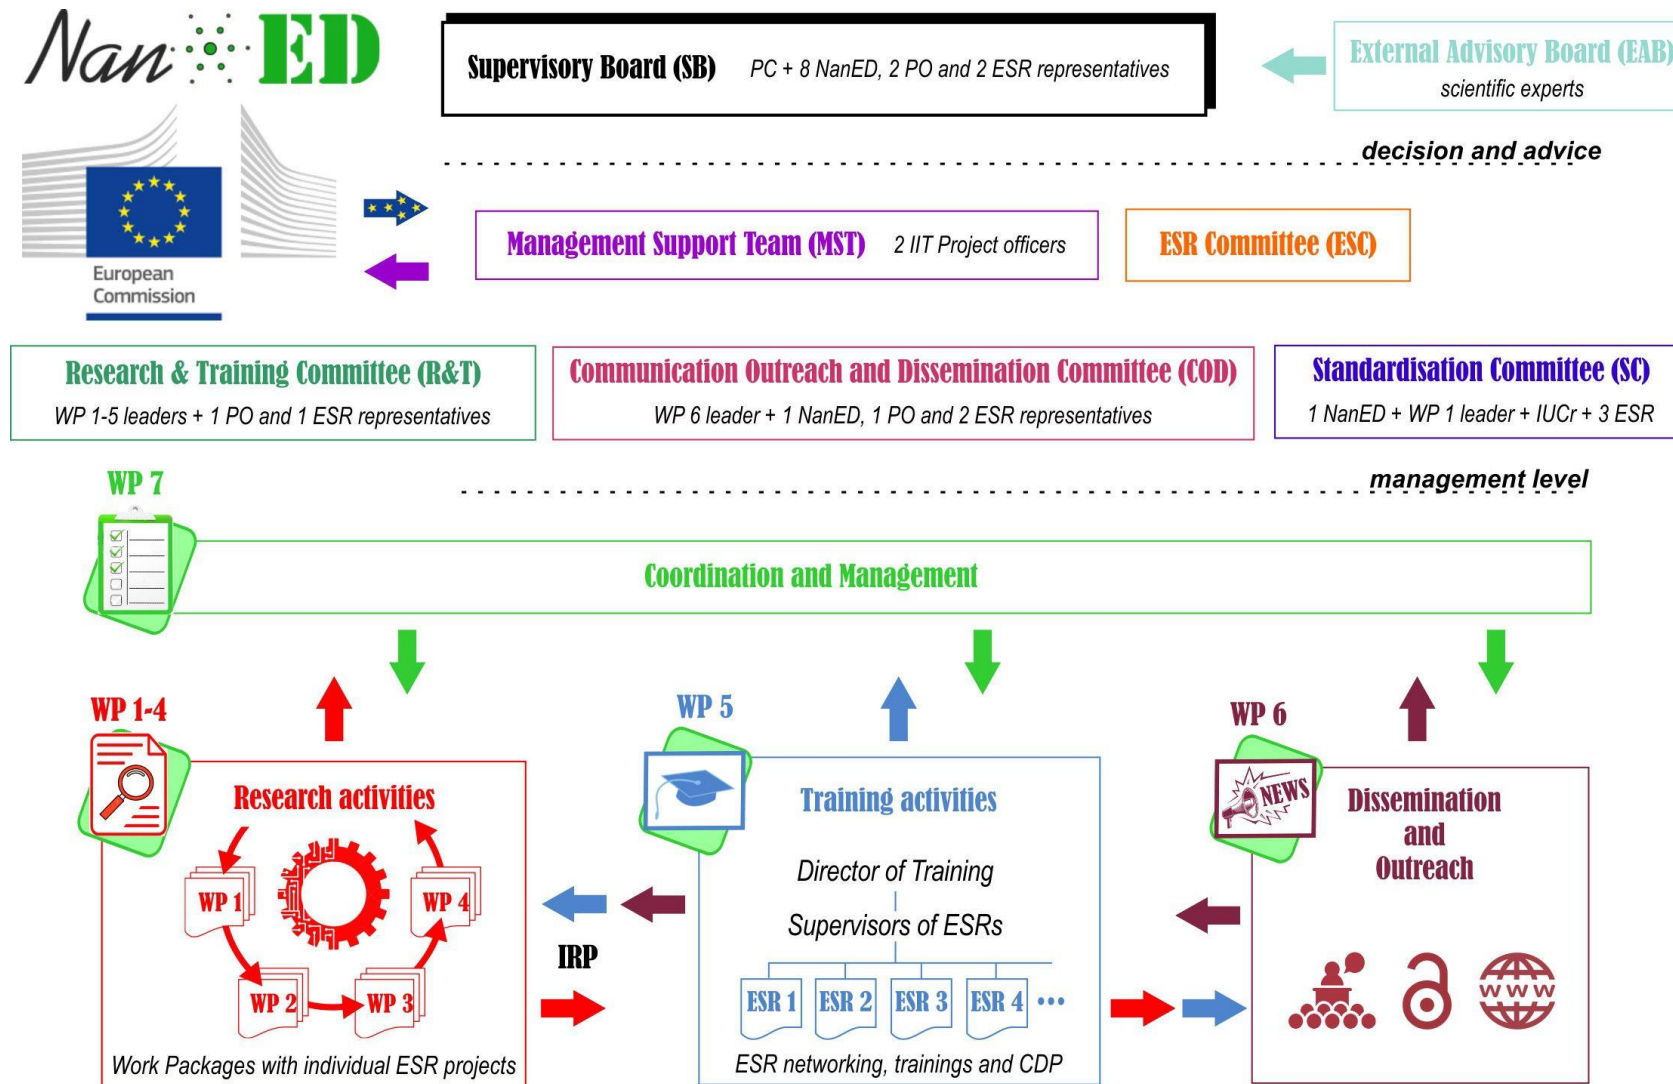 Nan ED
Supervisory Board (SB) PC + 8 NanED, 2 PO and 2 ESR representatives
External Advisory Board (EAB)
scientific experts
decision and advice
European
Commission
Management Support Team (MST) 2 IIT Project officers
ESR Committee (ESC)
Research & Training Committee (R&T)
WP 1-5 leaders + 1 PO and 1 ESR representatives
Communication Outreach and Dissemination Committee (COD)
WP 6 leader + 1 NanED, 1 PO and 2 ESR representatives
Standardisation Committee (SC)
1 NanED + WP 1 leader + IUCr + 3 ESR
management level
WP 7
Coordination and Management
WP 1-4
Research activities
WP 1
WP 4
WP 2
WP 3
Work Packages with individual ESR projects
IRP
WP 5
Training activities
Director of Training
Supervisors of ESRs
ESR 1 ESR 2 ESR 3 ESR 4 •••
ESR networking, trainings and CDP
WP 6
NEWS
Dissemination
and
Outreach
www